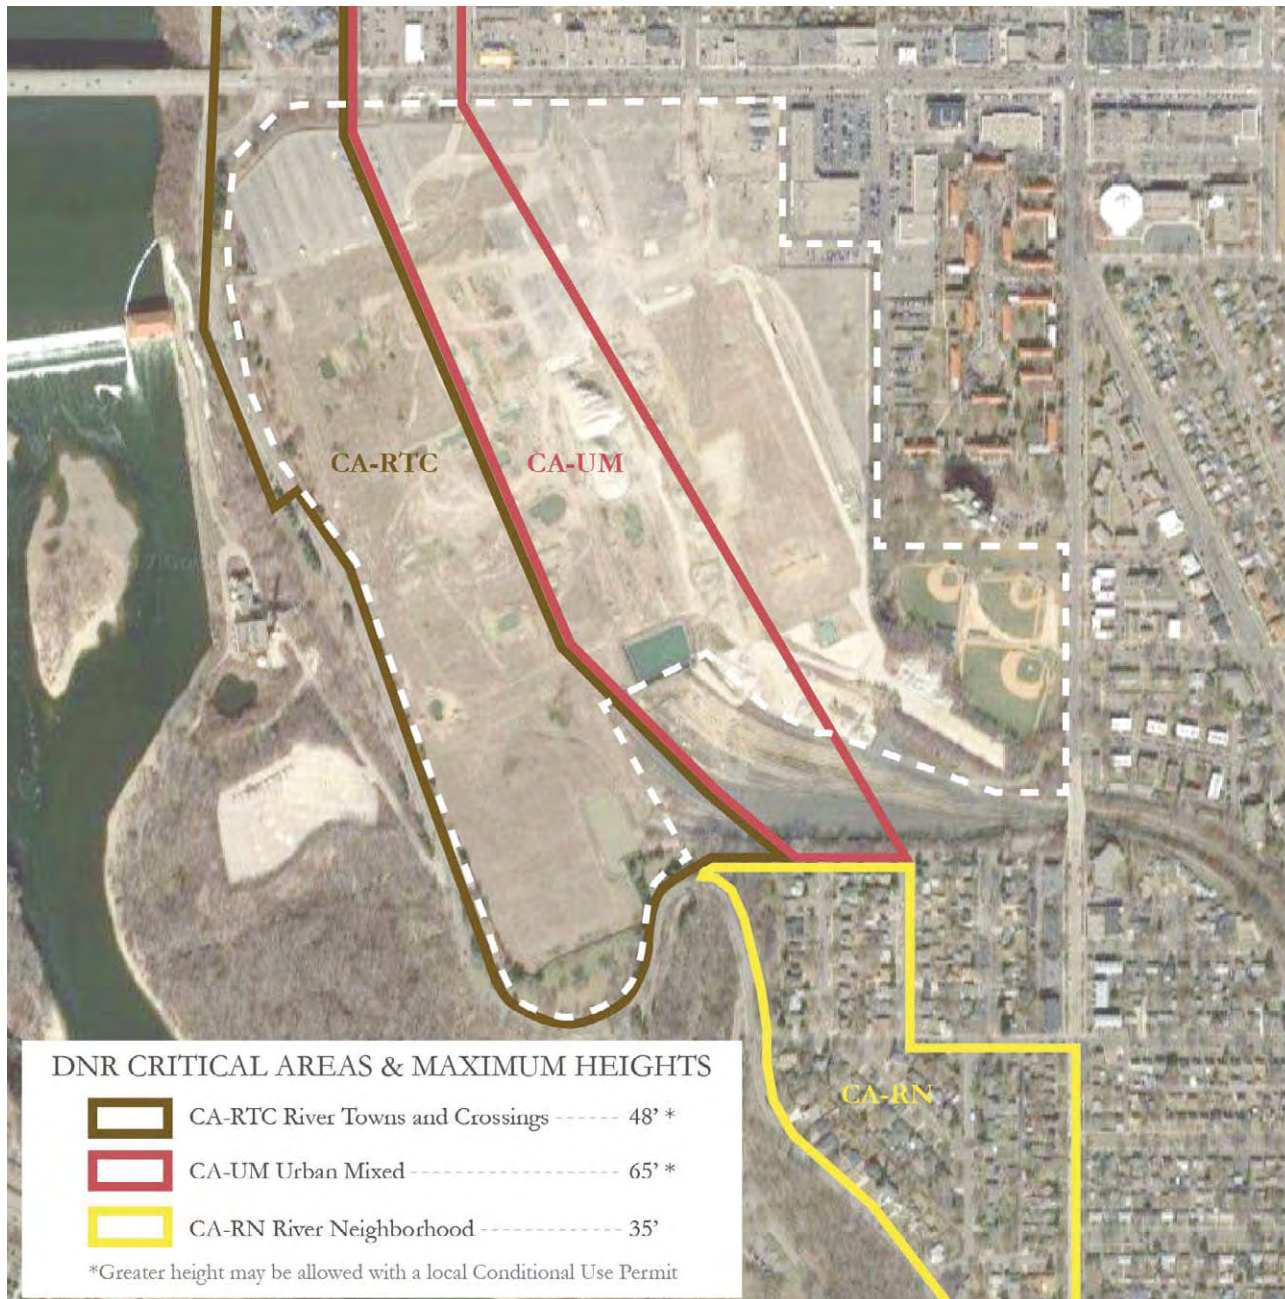 CA-RTC
CA-UM
CA-RN
DNR CRITICAL AREAS & MAXIMUM HEIGHTS
CA-RTC River Towns and Crossings 48' *
CA-UM Urban Mixed 65' *
CA-RN River Neighborhood 35'
*Greater height may be allowed with a local Conditional Use Permit